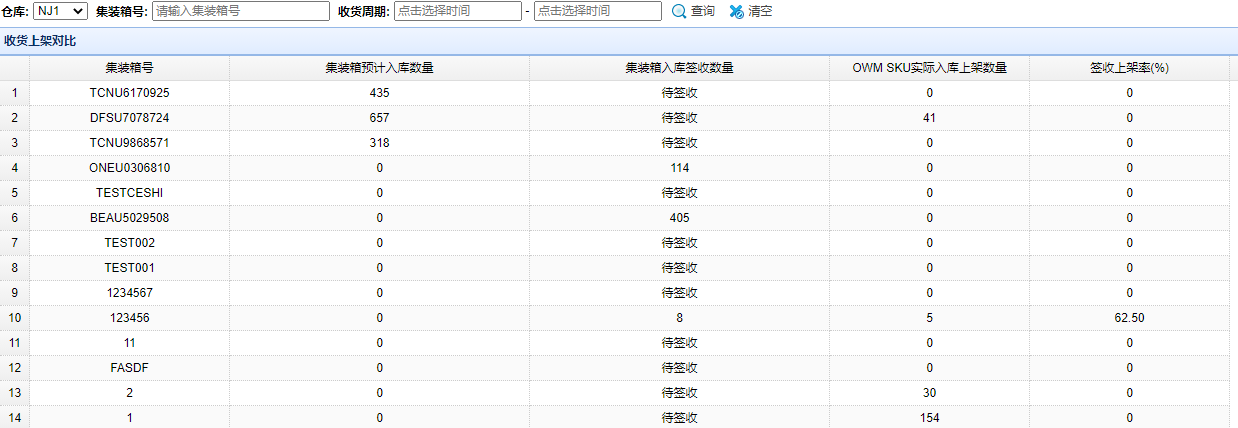 仓库: NJ1 集装箱号: 请输入集装箱号 收货周期: 点击选择时间 - 点击选择时间 查询 清空
收货上架对比
集装箱号 集装箱预计入库数量 集装箱入库签收数量 OWM SKU实际入库上架数量 签收上架率(%)
1 TCNU6170925 435 待签收 0 0
2 DFSU7078724 657 待签收 41 0
3 TCNU9868571 318 待签收 0 0
4 ONEU0306810 0 114 0 0
5 TESTCESHI 0 待签收 0 0
6 BEAU5029508 0 405 0 0
7 TEST002 0 待签收 0 0
8 TEST001 0 待签收 0 0
9 1234567 0 待签收 0 0
10 123456 0 8 5 62.50
11 11 0 待签收 0 0
12 FASDF 0 待签收 0 0
13 2 0 待签收 30 0
14 1 0 待签收 154 0